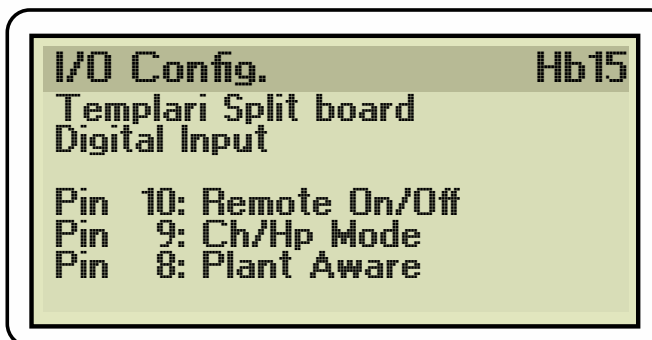 I/O Config. Hb15
Templari Split board
Digital Input
Pin 10: Remote On/Off
Pin 9: Ch/Hp Mode
Pin 8: Plant Aware